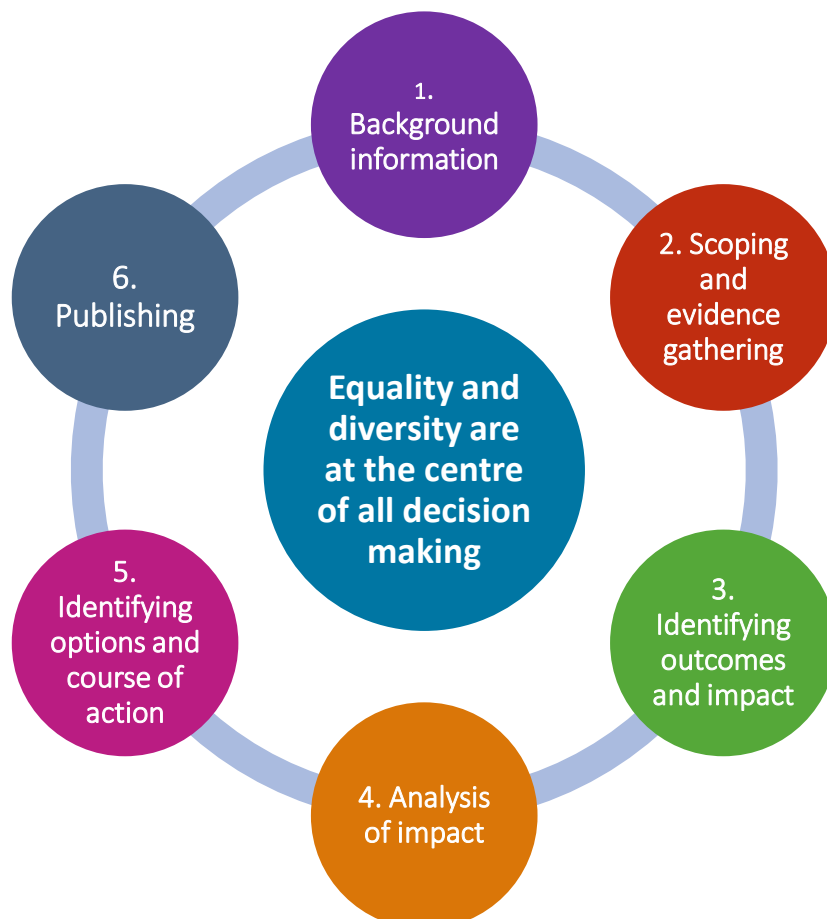 1.
Background
information
2. Scoping
and
evidence
gathering
3.
Identifying
outcomes
and impact
4. Analysis
of impact
5.
Identifying
options and
course of
action
6.
Publishing
Equality and
diversity are
at the centre
of all decision
making